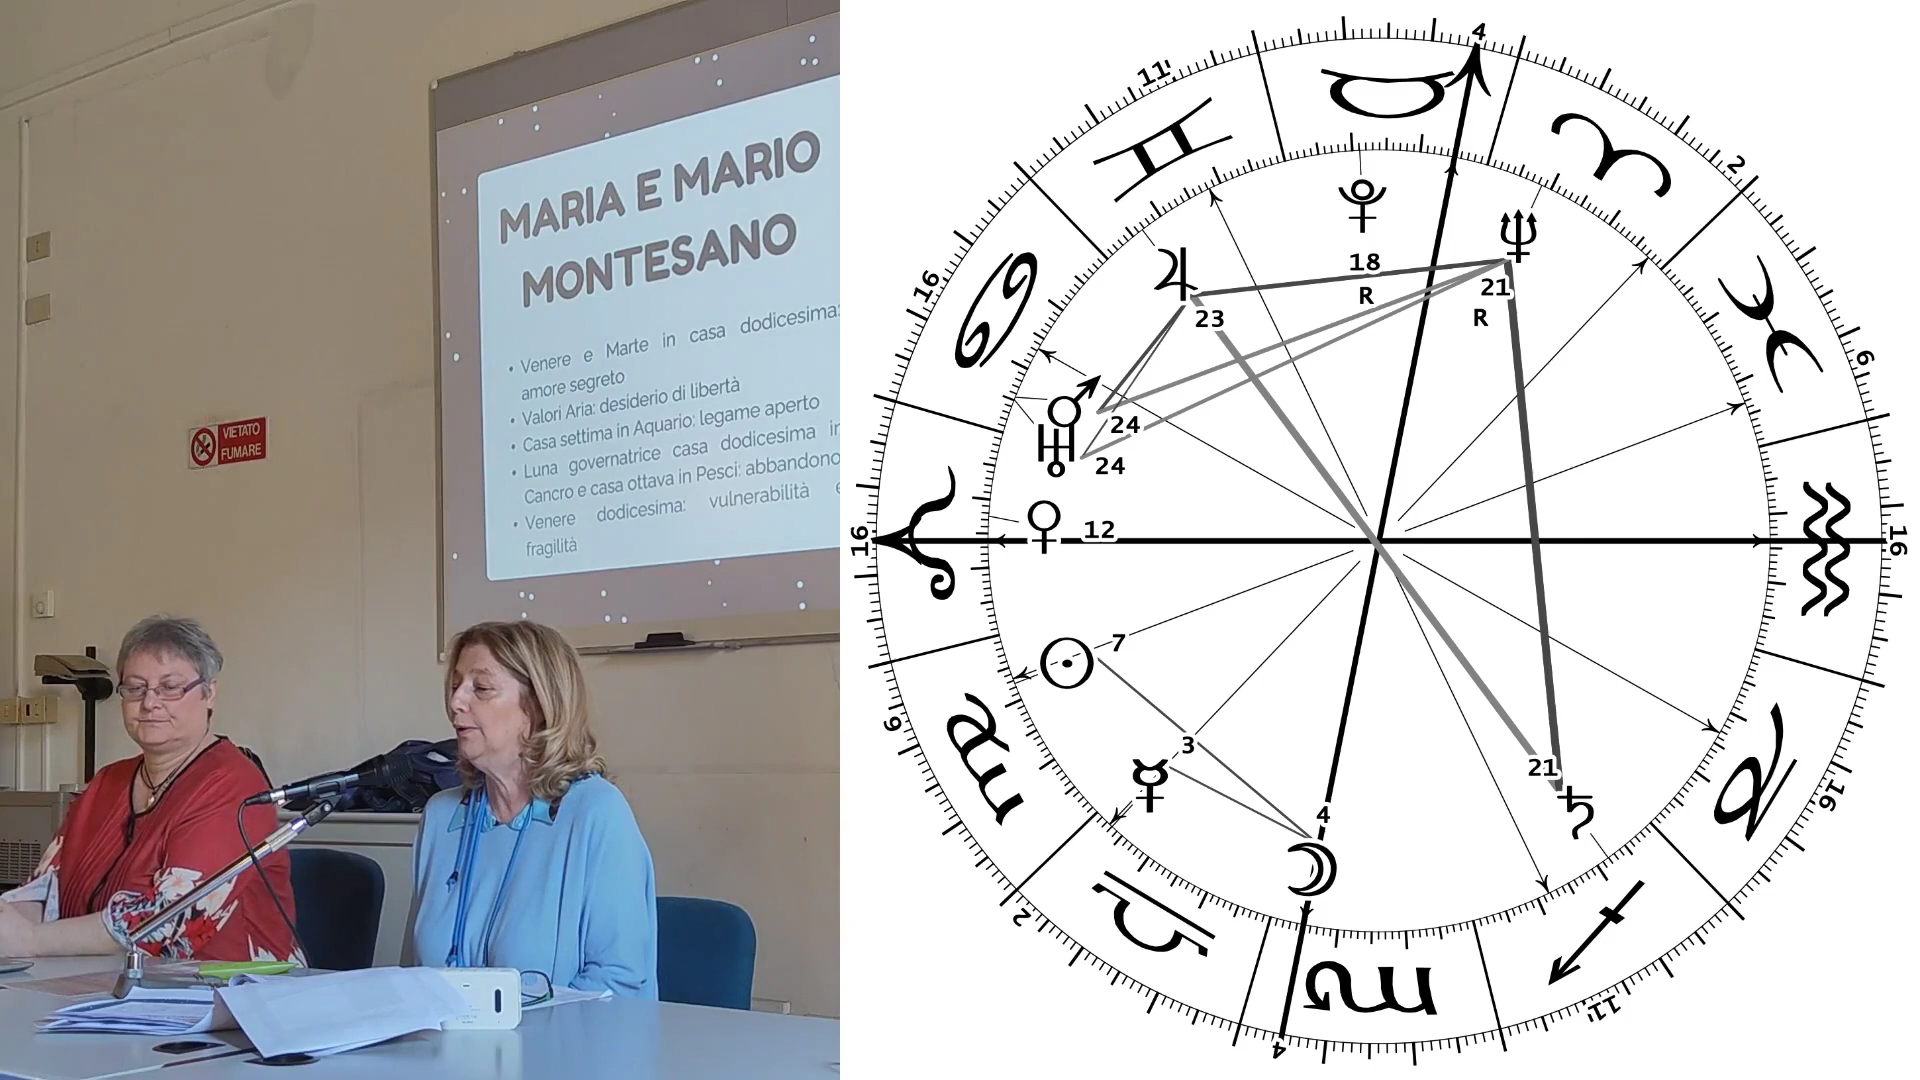 MARIA E MARIO
MONTESANO
• Venere e Marte in casa dodicesima:
amore segreto
• Valori Aria: desiderio di libertà
• Casa settima in Aquario: legame aperto
• Luna governatrice casa dodicesima in
Cancro e casa ottava in Pesci: abbandono
• Venere dodicesima: vulnerabilità e
fragilità
VIETATO
FUMARE
4
11
2
16
6
16
16
9
16
2
11
4
18
R
21
R
23
24
24
12
7
3
4
21